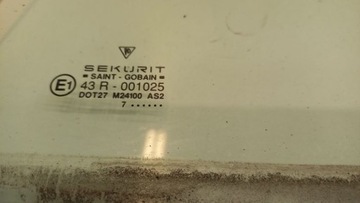 SEKURIT
SAINT - GOBAIN
E1 43 R - 001025
DOT27 M24100 AS2
7 ......